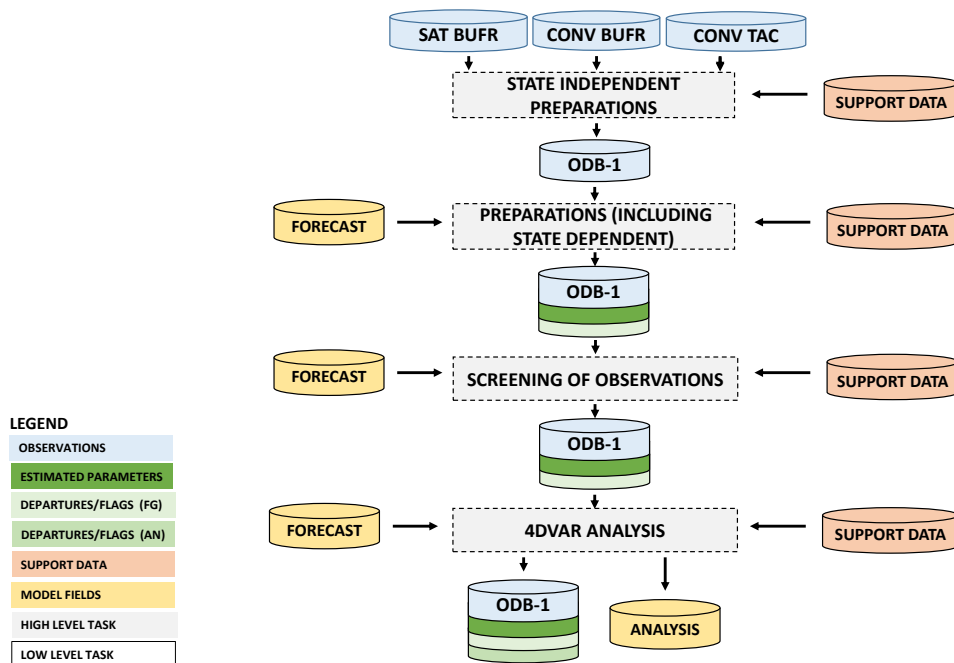 SAT BUFR
CONV BUFR
CONV TAC
STATE INDEPENDENT
PREPARATIONS
SUPPORT DATA
ODB-1
FORECAST
PREPARATIONS (INCLUDING
STATE DEPENDENT)
SUPPORT DATA
ODB-1
FORECAST
SCREENING OF OBSERVATIONS
SUPPORT DATA
ODB-1
FORECAST
4DVAR ANALYSIS
SUPPORT DATA
ODB-1
ANALYSIS
LEGEND
OBSERVATIONS
ESTIMATED PARAMETERS
DEPARTURES/FLAGS (FG)
DEPARTURES/FLAGS (AN)
SUPPORT DATA
MODEL FIELDS
HIGH LEVEL TASK
LOW LEVEL TASK